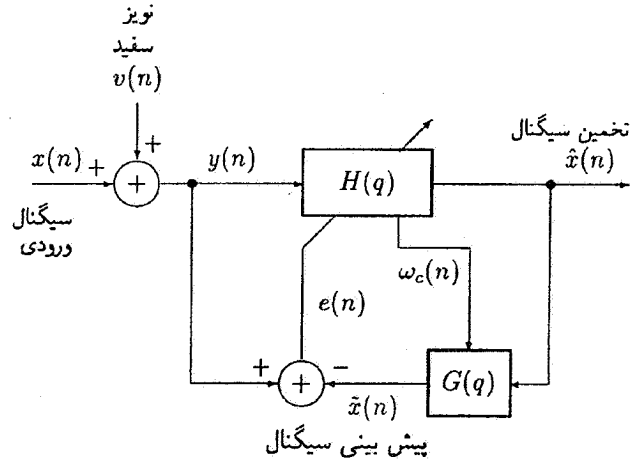 نویز
سفید
v(n)
+
x(n) +
+
y(n)
H(q)
تخمین سیگنال
x̂(n)
سیگنال
ورودی
ω_c(n)
e(n)
+
+
−
G(q)
x̃(n)
پیش بینی سیگنال